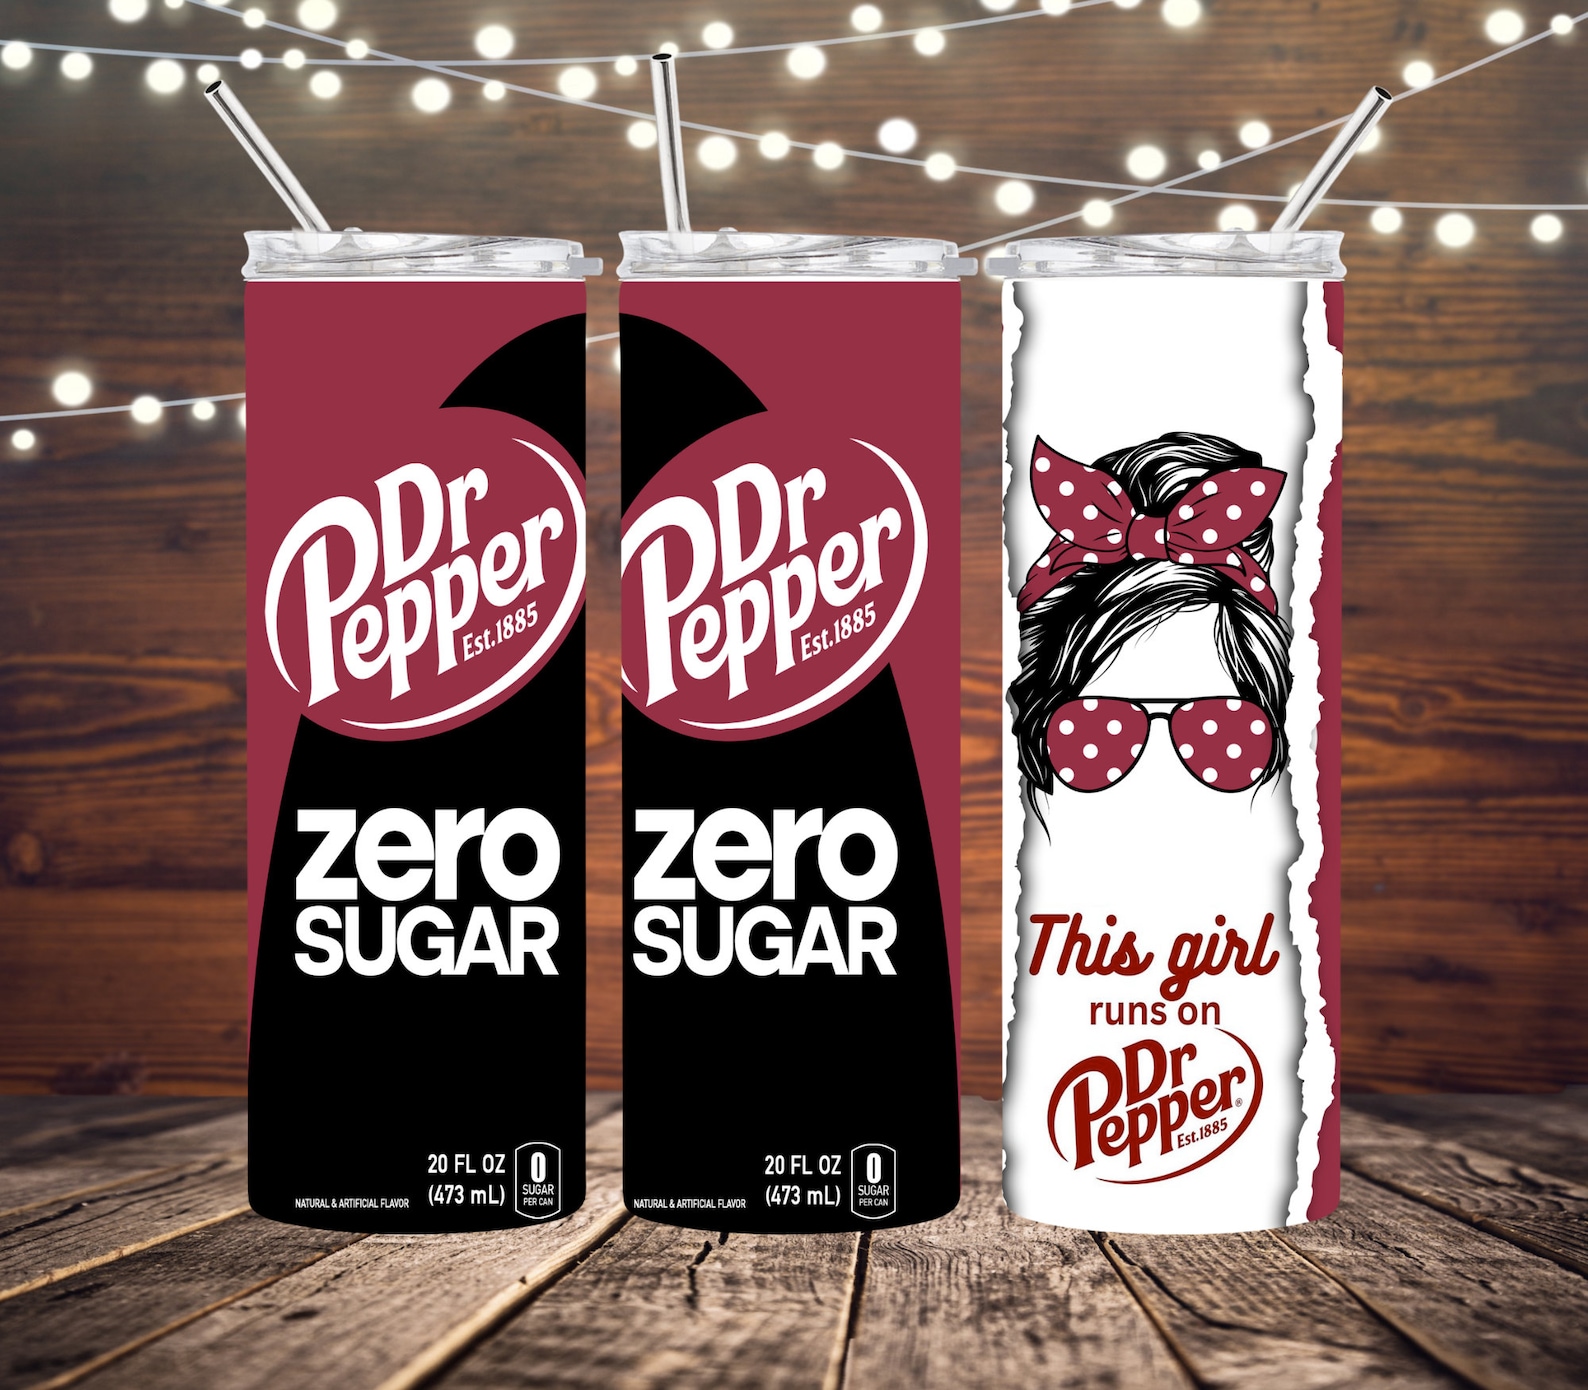 Dr
Pepper
Est.1885
zero
SUGAR
NATURAL & ARTIFICIAL FLAVOR
20 FL OZ
(473 mL)
0
SUGAR
PER CAN
Dr
Pepper
Est.1885
zero
SUGAR
NATURAL & ARTIFICIAL FLAVOR
20 FL OZ
(473 mL)
0
SUGAR
PER CAN
This girl
runs on
Dr
Pepper®
Est.1885